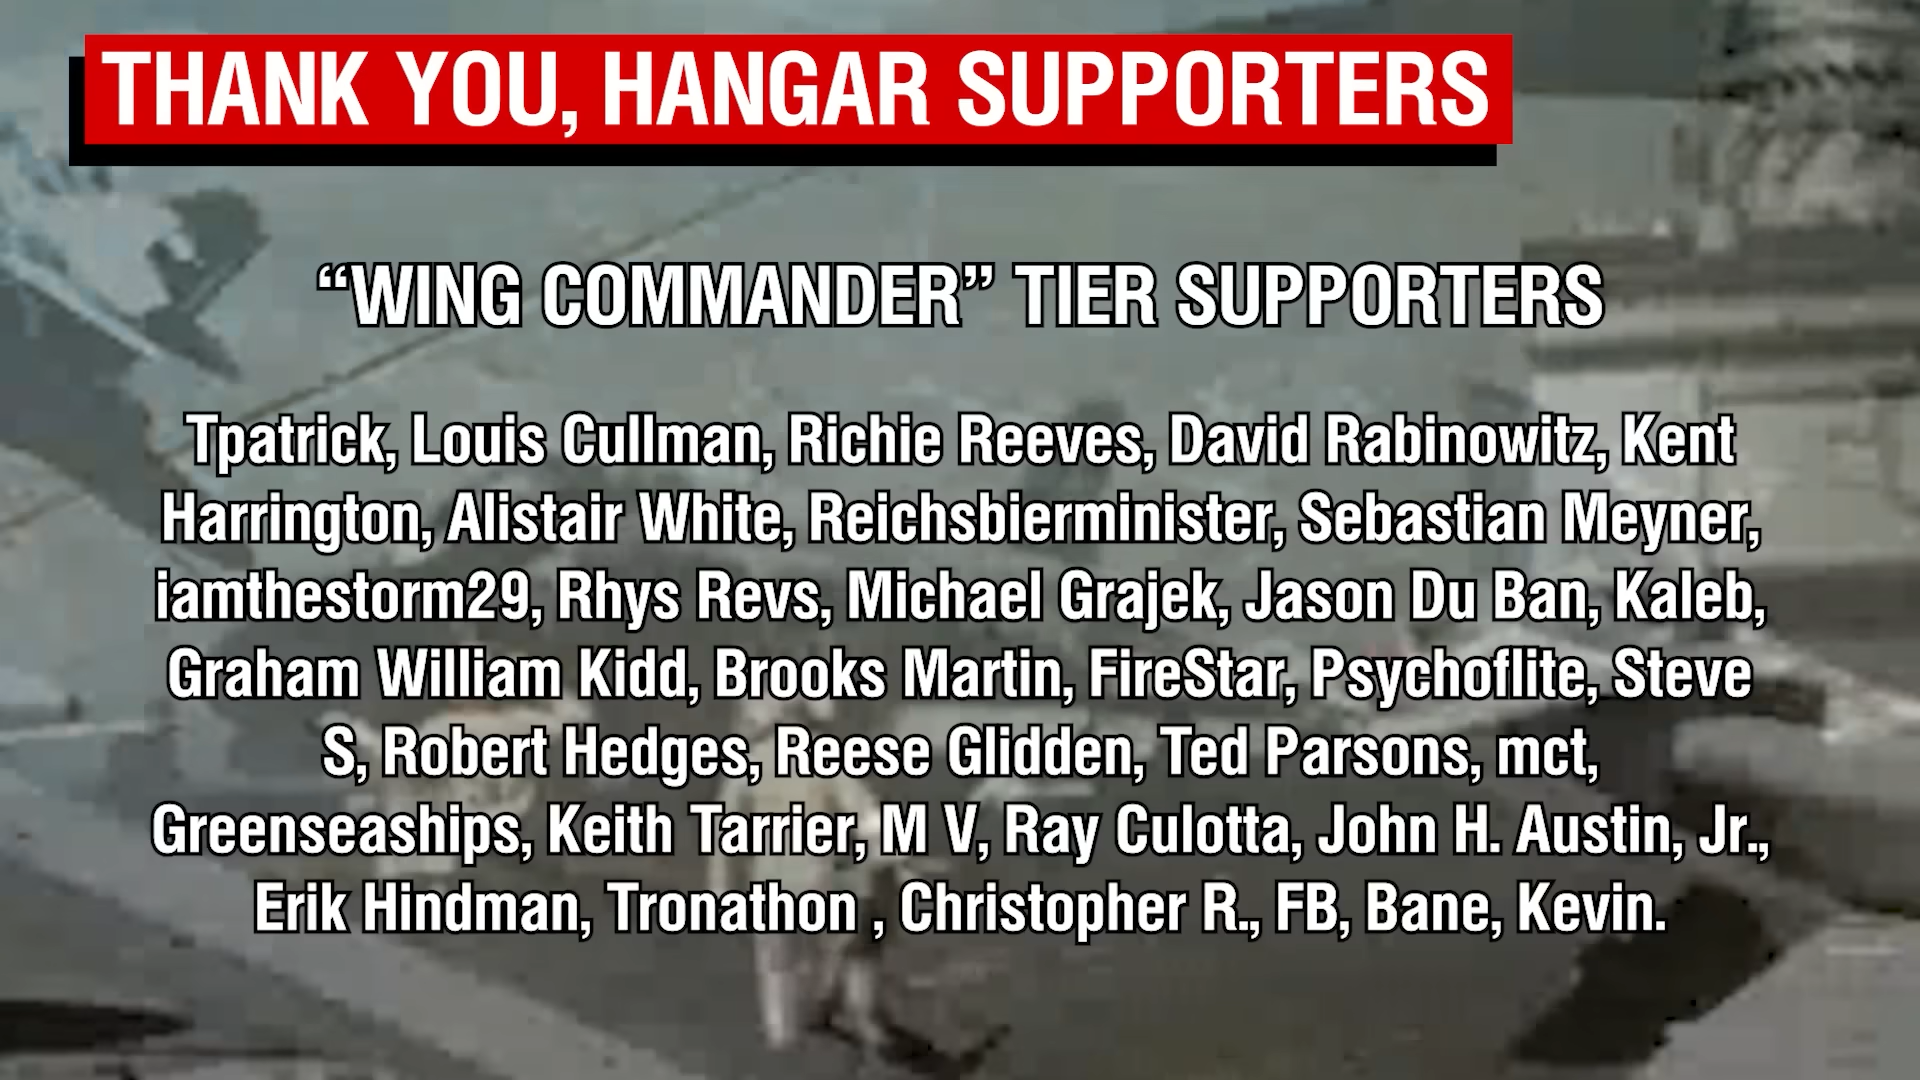 THANK YOU, HANGAR SUPPORTERS
“WING COMMANDER” TIER SUPPORTERS
Tpatrick, Louis Cullman, Richie Reeves, David Rabinowitz, Kent
Harrington, Alistair White, Reichsbierminister, Sebastian Meyner,
iamthestorm29, Rhys Revs, Michael Grajek, Jason Du Ban, Kaleb,
Graham William Kidd, Brooks Martin, FireStar, Psychoflite, Steve
S, Robert Hedges, Reese Glidden, Ted Parsons, mct,
Greenseaships, Keith Tarrier, M V, Ray Culotta, John H. Austin, Jr.,
Erik Hindman, Tronathon , Christopher R., FB, Bane, Kevin.